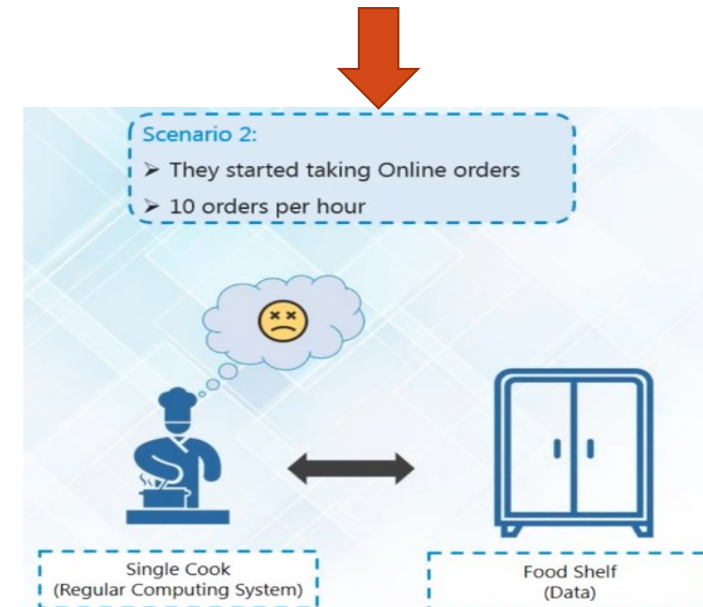 Scenario 2:
➤ They started taking Online orders
➤ 10 orders per hour
Single Cook
(Regular Computing System)
Food Shelf
(Data)